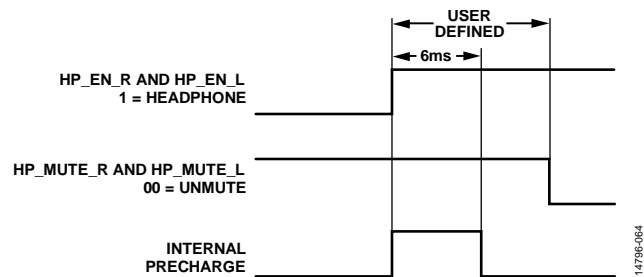 USER
DEFINED
6ms
HP_EN_R AND HP_EN_L
1 = HEADPHONE
HP_MUTE_R AND HP_MUTE_L
00 = UNMUTE
INTERNAL
PRECHARGE
14796-064